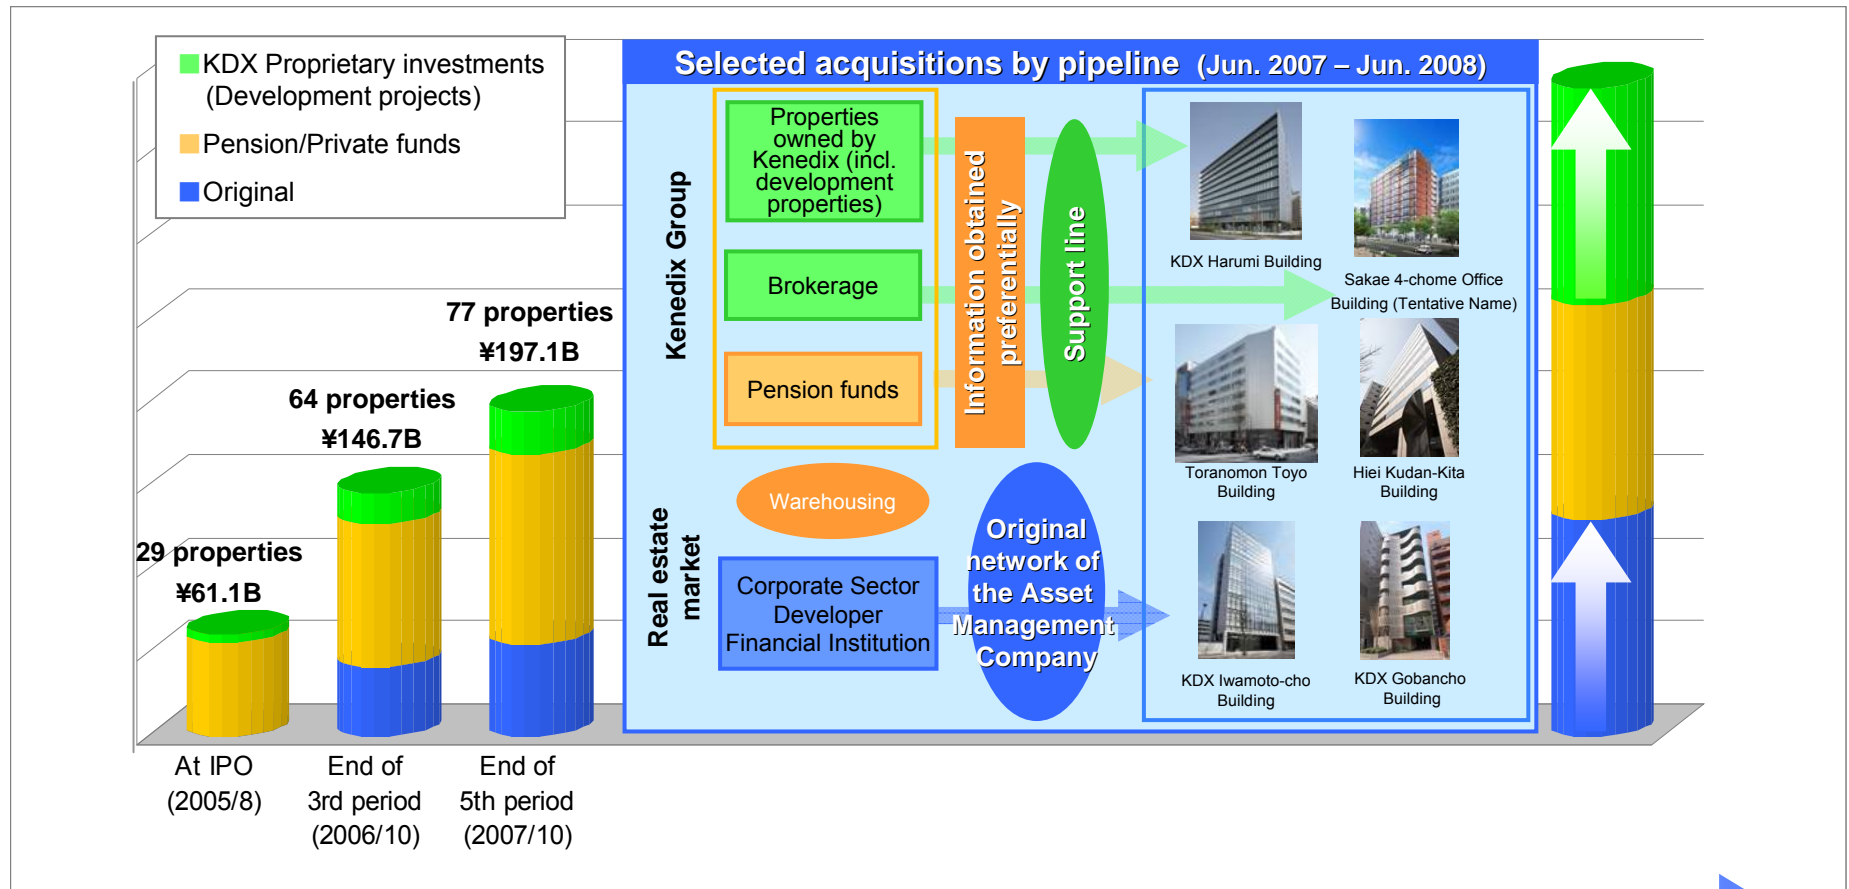 KDX Proprietary investments
(Development projects)
Pension/Private funds
Original
29 properties
¥61.1B
64 properties
¥146.7B
77 properties
¥197.1B
At IPO
(2005/8)
End of
3rd period
(2006/10)
End of
5th period
(2007/10)
Selected acquisitions by pipeline (Jun. 2007 – Jun. 2008)
Kenedix Group
Properties
owned by
Kenedix (incl.
development
properties)
Brokerage
Pension funds
Information obtained
preferentially
Support line
Warehousing
Real estate
market
Corporate Sector
Developer
Financial Institution
Original
network of
the Asset
Management
Company
KDX Harumi Building
Sakae 4-chome Office
Building (Tentative Name)
Toranomon Toyo
Building
Hiei Kudan-Kita
Building
KDX Iwamoto-cho
Building
KDX Gobancho
Building